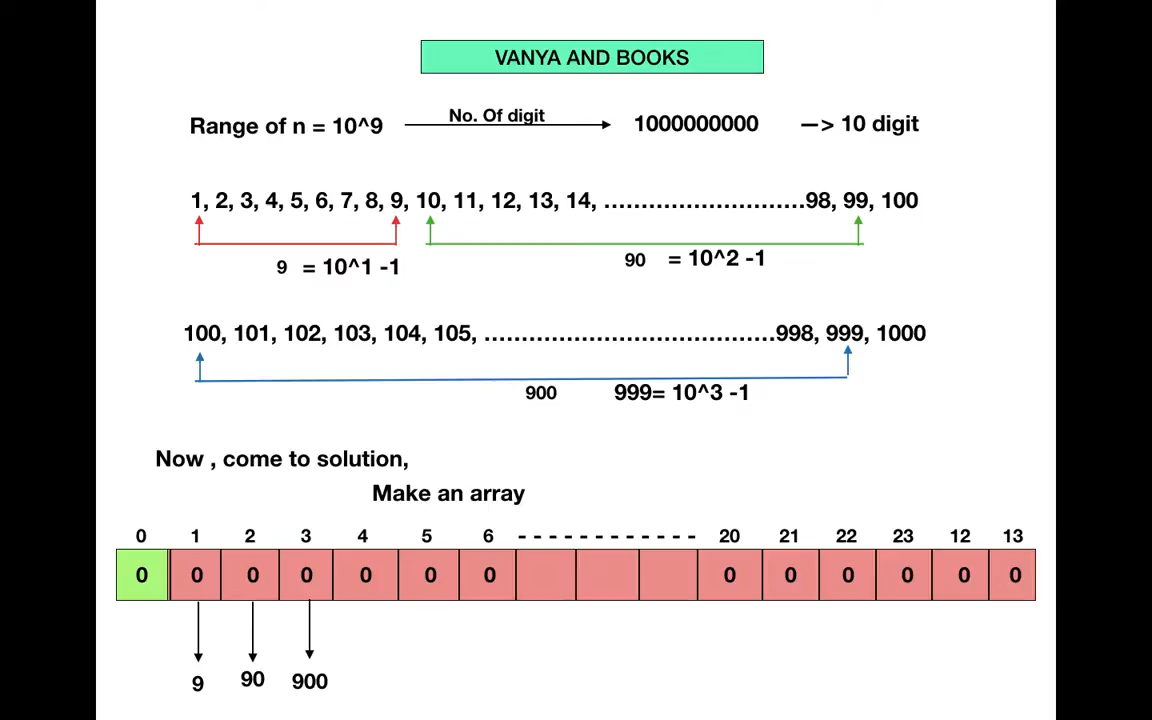 VANYA AND BOOKS
Range of n = 10^9 No. Of digit 1000000000 —> 10 digit
1, 2, 3, 4, 5, 6, 7, 8, 9, 10, 11, 12, 13, 14, ...........................98, 99, 100
9 = 10^1 -1 90 = 10^2 -1
100, 101, 102, 103, 104, 105, .......................................998, 999, 1000
900 999= 10^3 -1
Now , come to solution,
Make an array
0 1 2 3 4 5 6 - - - - - - - - - - - - 20 21 22 23 12 13
0 0 0 0 0 0 0 0 0 0 0 0 0
9 90 900